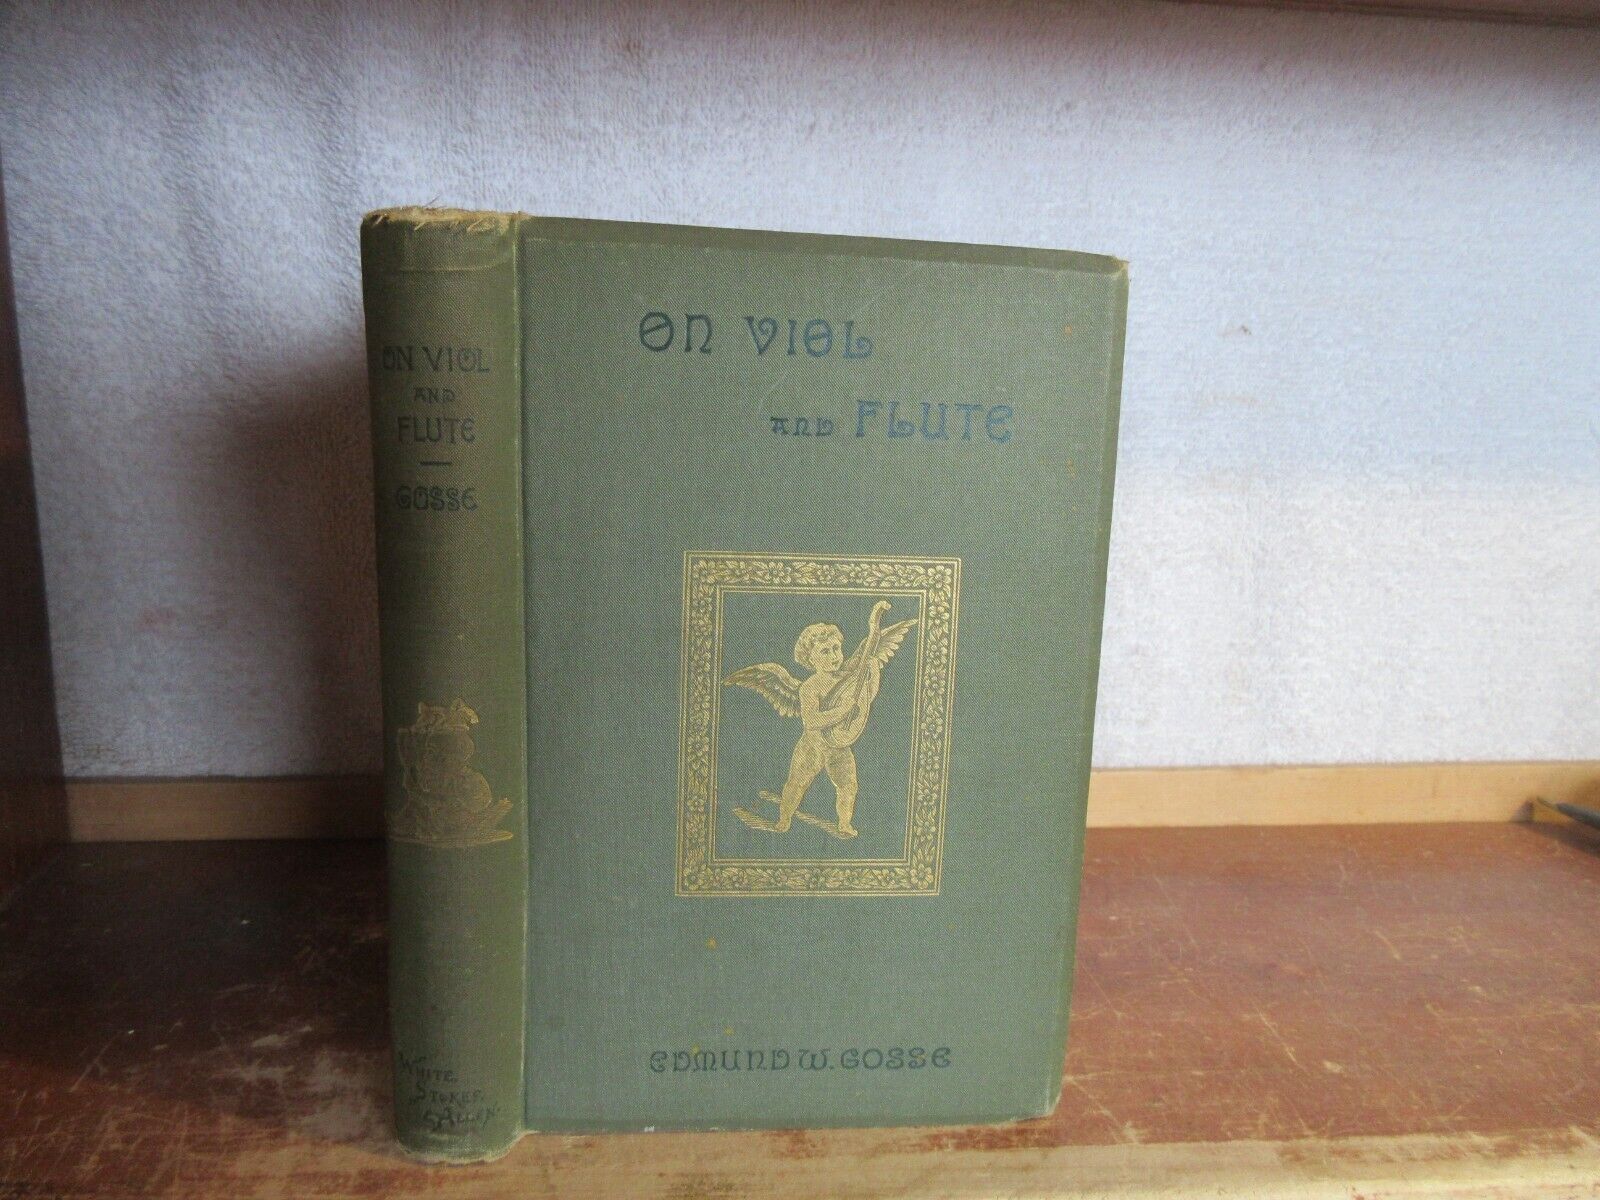 ON VIOL
AND
FLUTE
GOSSE
WHITE.
STOKES.
& ALLEN.
ON VIOL
AND FLUTE
EDMUND W. GOSSE